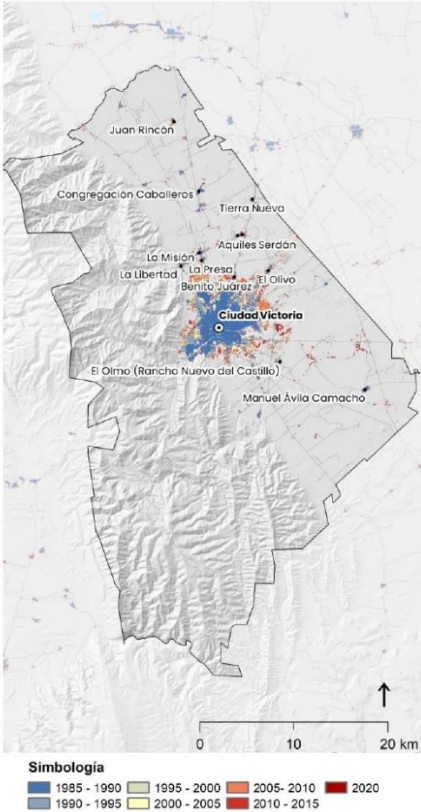 Juan Rincón
Congregación Caballeros
Tierra Nueva
Aquiles Serdán
La Misión
La Presa
La Libertad
El Olivo
Benito Juárez
Ciudad Victoria
El Olmo (Rancho Nuevo del Castillo)
Manuel Ávila Camacho
0 10 20 km
Simbología
1985 - 1990 1995 - 2000 2005- 2010 2020
1990 - 1995 2000 - 2005 2010 - 2015